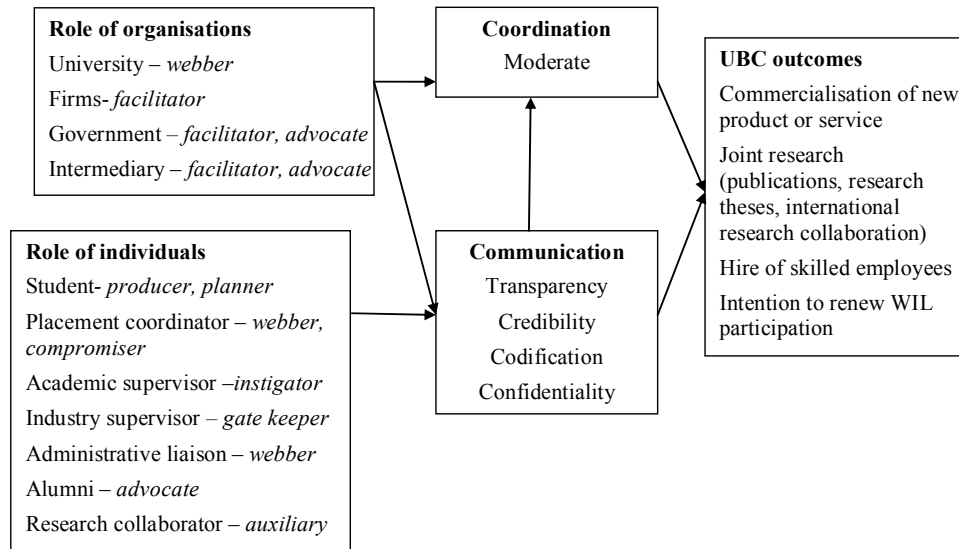 Role of organisations
University – webber
Firms- facilitator
Government – facilitator, advocate
Intermediary – facilitator, advocate
Role of individuals
Student- producer, planner
Placement coordinator – webber,
compromiser
Academic supervisor –instigator
Industry supervisor – gate keeper
Administrative liaison – webber
Alumni – advocate
Research collaborator – auxiliary
Coordination
Moderate
Communication
Transparency
Credibility
Codification
Confidentiality
UBC outcomes
Commercialisation of new
product or service
Joint research
(publications, research
theses, international
research collaboration)
Hire of skilled employees
Intention to renew WIL
participation